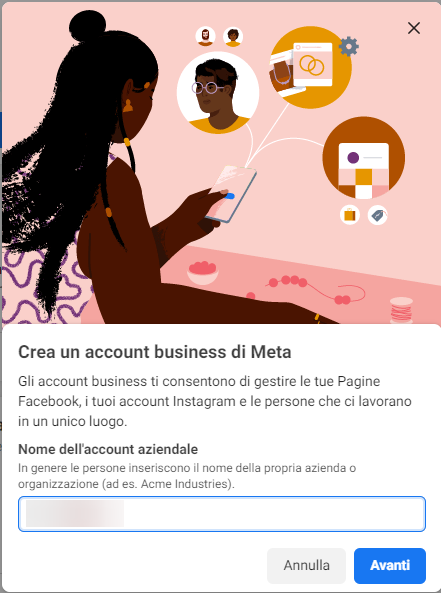 Crea un account business di Meta
Gli account business ti consentono di gestire le tue Pagine
Facebook, i tuoi account Instagram e le persone che ci lavorano
in un unico luogo.
Nome dell'account aziendale
In genere le persone inseriscono il nome della propria azienda o
organizzazione (ad es. Acme Industries).
Annulla
Avanti